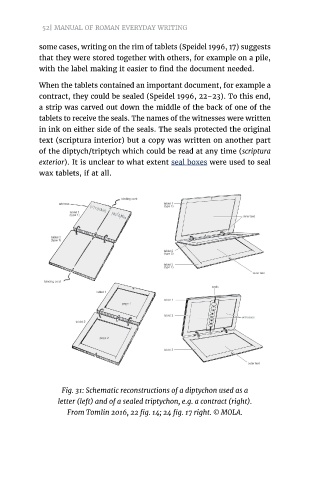 52| MANUAL OF ROMAN EVERYDAY WRITING
some cases, writing on the rim of tablets (Speidel 1996, 17) suggests
that they were stored together with others, for example on a pile,
with the label making it easier to find the document needed.
When the tablets contained an important document, for example a
contract, they could be sealed (Speidel 1996, 22–23). To this end,
a strip was carved out down the middle of the back of one of the
tablets to receive the seals. The names of the witnesses were written
in ink on either side of the seals. The seals protected the original
text (scriptura interior) but a copy was written on another part
of the diptych/triptych which could be read at any time (scriptura
exterior). It is unclear to what extent seal boxes were used to seal
wax tablets, if at all.
Fig. 31: Schematic reconstructions of a diptychon used as a
letter (left) and of a sealed triptychon, e.g. a contract (right).
From Tomlin 2016, 22 fig. 14; 24 fig. 17 right. © MOLA.